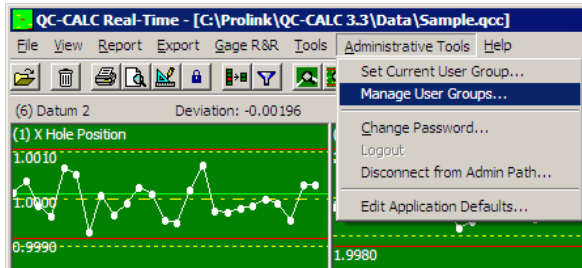 QC-CALC Real-Time - [C:\Prolink\QC-CALC 3.3\Data\Sample.qcc]
File View Report Export Gage R&R Tools Administrative Tools Help
Set Current User Group...
Manage User Groups...
Change Password...
Logout
Disconnect from Admin Path...
Edit Application Defaults...
(6) Datum 2 Deviation: -0.00196
(1) X Hole Position
1.0010
1.0000
0.9990
1.9980